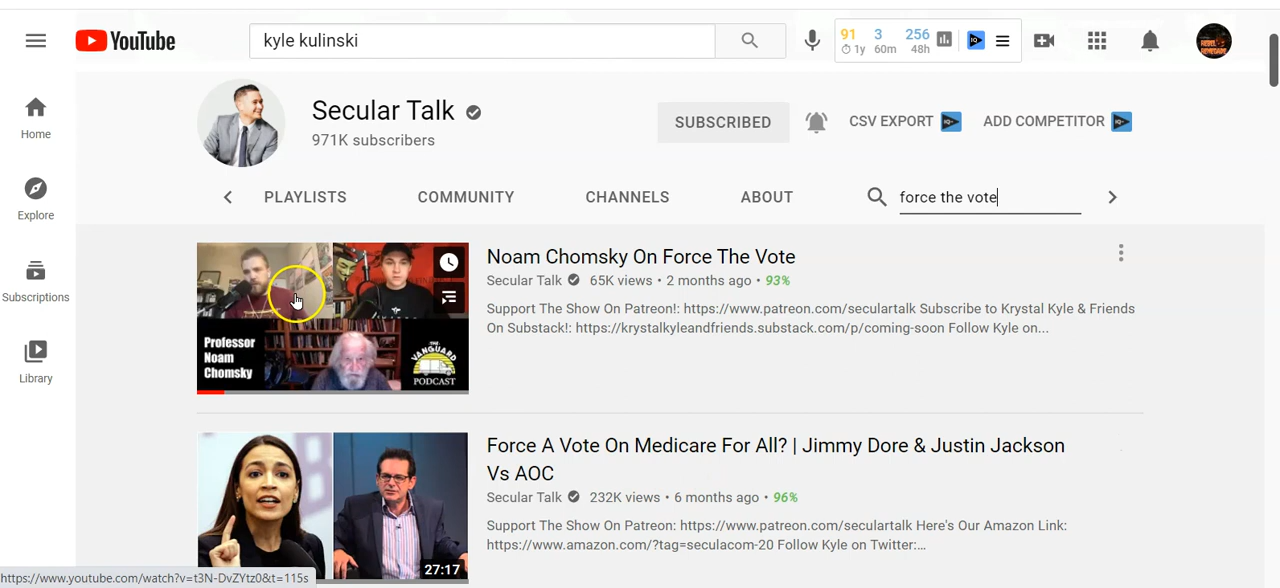 YouTube
kyle kulinski
91 3 256
1y 60m 48h
IQ
REBEL RENEGADE
Home
Explore
Subscriptions
Library
Secular Talk
971K subscribers
SUBSCRIBED
CSV EXPORT IQ
ADD COMPETITOR
PLAYLISTS COMMUNITY CHANNELS ABOUT force the vote
Professor
Noam
Chomsky
THE
VANGUARD
PODCAST
Noam Chomsky On Force The Vote
Secular Talk 65K views • 2 months ago • 93%
Support The Show On Patreon!: https://www.patreon.com/seculartalk Subscribe to Krystal Kyle & Friends
On Substack!: https://krystalkyleandfriends.substack.com/p/coming-soon Follow Kyle on...
27:17
Force A Vote On Medicare For All? | Jimmy Dore & Justin Jackson
Vs AOC
Secular Talk 232K views • 6 months ago • 96%
Support The Show On Patreon: https://www.patreon.com/seculartalk Here's Our Amazon Link:
https://www.amazon.com/?tag=seculacom-20 Follow Kyle on Twitter:...
https://www.youtube.com/watch?v=t3N-DvZYtz0&t=115s